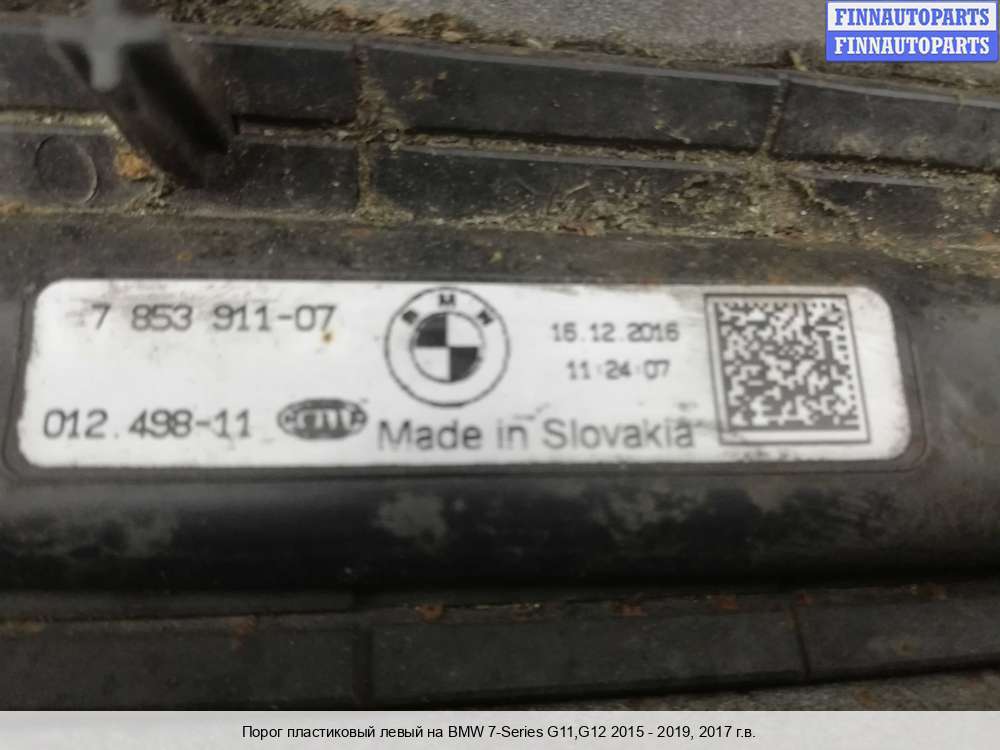 FINNAUTOPARTS
FINNAUTOPARTS
7 853 911-07
BMW
16.12.2016
11:24:07
012.498-11
Made in Slovakia
Порог пластиковый левый на BMW 7-Series G11,G12 2015 - 2019, 2017 г.в.